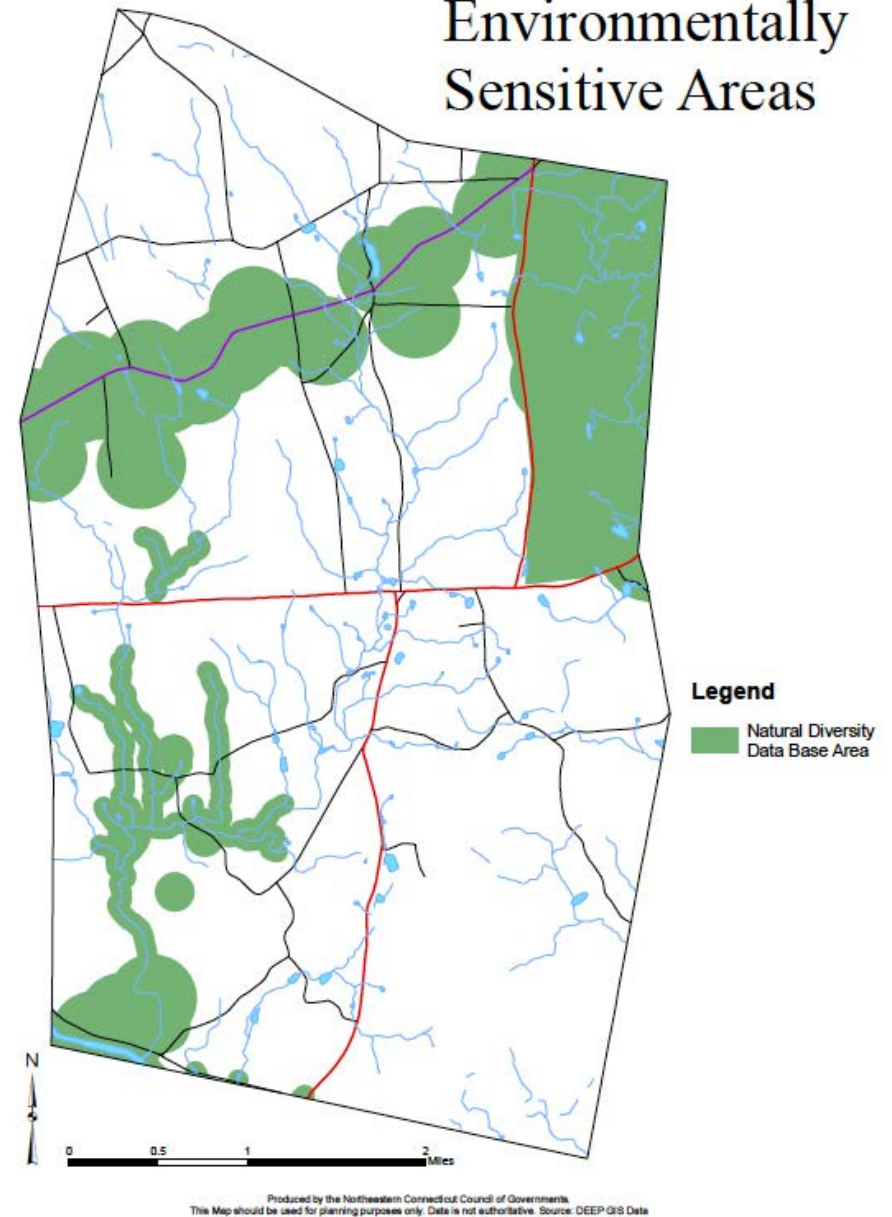 Environmentally
Sensitive Areas
Legend
Natural Diversity
Data Base Area
N
0 0.5 1 2
Miles
Produced by the Northeastern Connecticut Council of Governments.
This Map should be used for planning purposes only. Data is not authoritative. Source: DEEP GIS Data